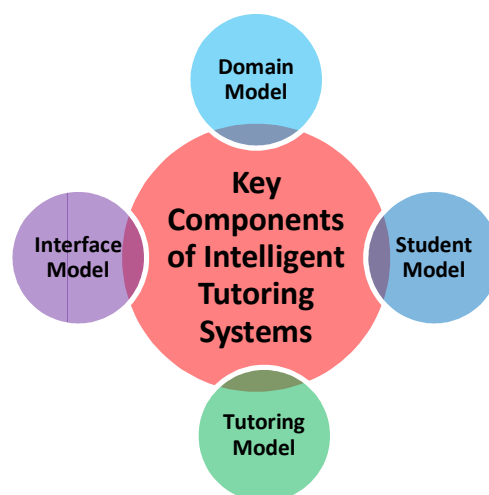 Domain
Model
Key
Components
of Intelligent
Tutoring
Systems
Interface
Model
Student
Model
Tutoring
Model